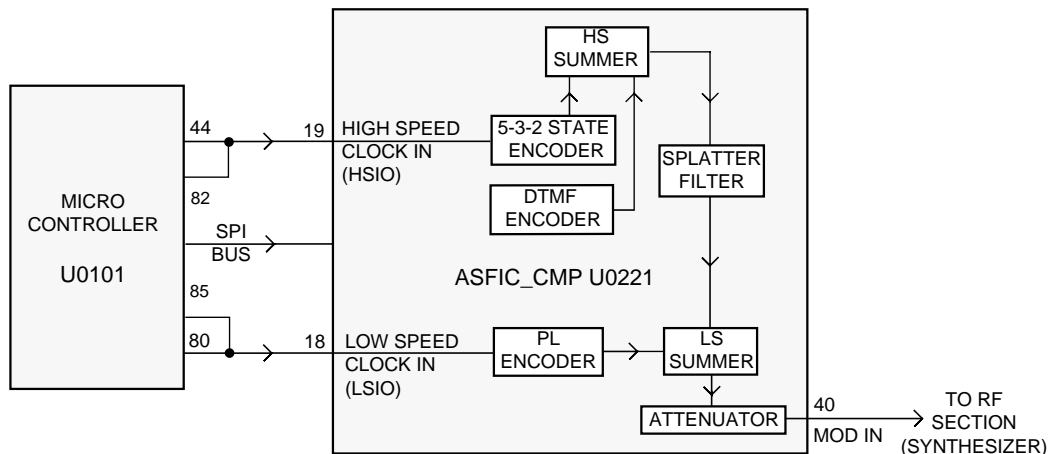 MICRO
CONTROLLER
U0101
44
82
SPI
BUS
85
80
19
HIGH SPEED
CLOCK IN
(HSIO)
18
LOW SPEED
CLOCK IN
(LSIO)
HS
SUMMER
5-3-2 STATE
ENCODER
DTMF
ENCODER
SPLATTER
FILTER
ASFIC_CMP U0221
PL
ENCODER
LS
SUMMER
ATTENUATOR
40
MOD IN
TO RF
SECTION
(SYNTHESIZER)